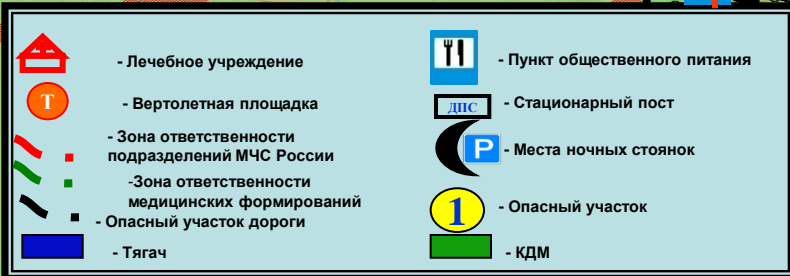 - Лечебное учреждение
Т
- Вертолетная площадка
- Зона ответственности
подразделений МЧС России
-Зона ответственности
медицинских формирований
- Опасный участок дороги
- Тягач
- Пункт общественного питания
ДПС
- Стационарный пост
P
- Места ночных стоянок
1
- Опасный участок
- КДМ